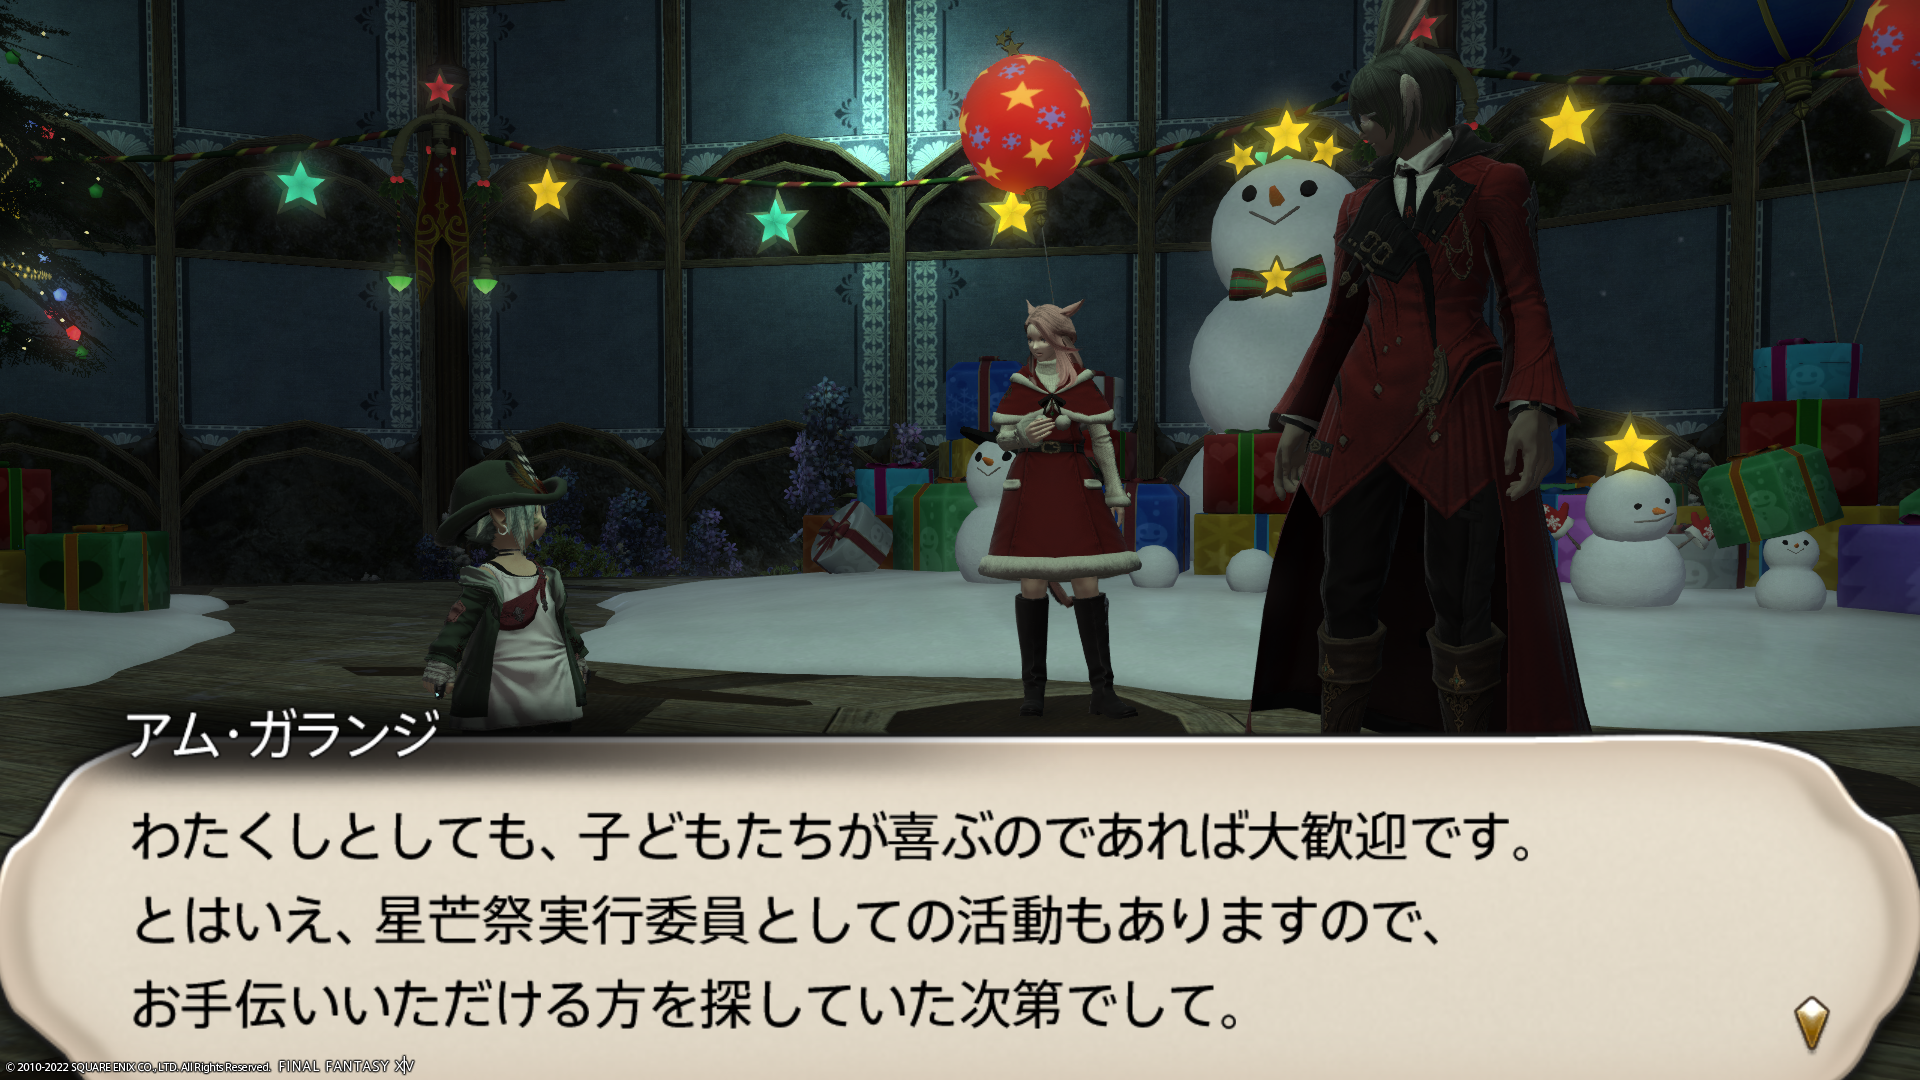 アム・ガランジ
わたくしとしても、子どもたちが喜ぶのであれば大歓迎です。
とはいえ、星芒祭実行委員としての活動もありますので、
お手伝いいただける方を探していた次第でして。
© 2010-2022 SQUARE ENIX CO., LTD. All Rights Reserved. FINAL FANTASY XIV